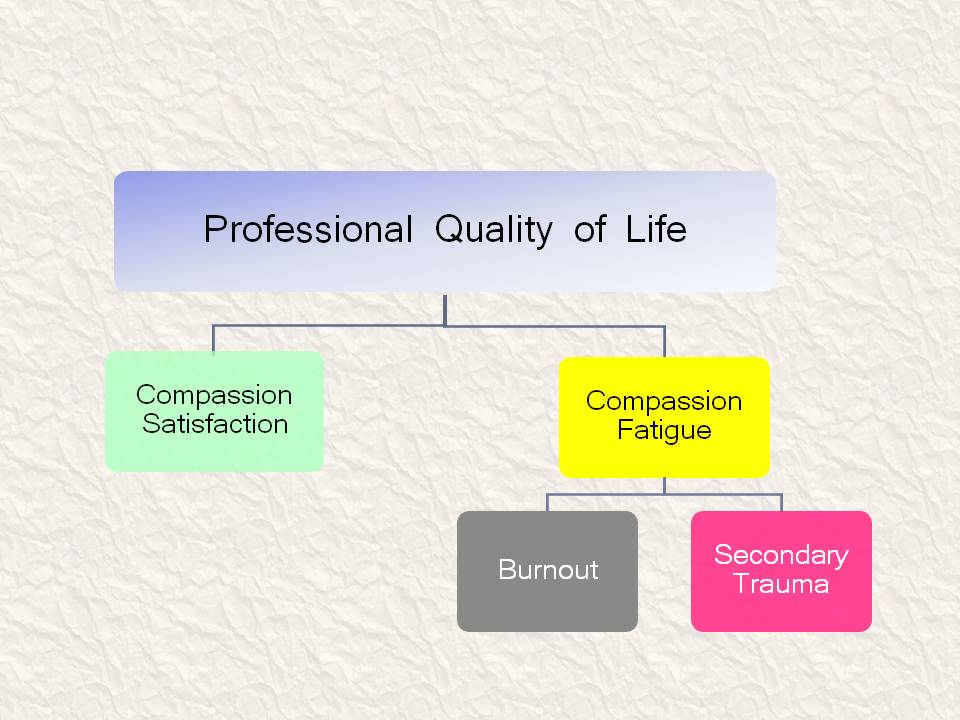 Professional Quality of Life
Compassion
Satisfaction
Compassion
Fatigue
Burnout
Secondary
Trauma